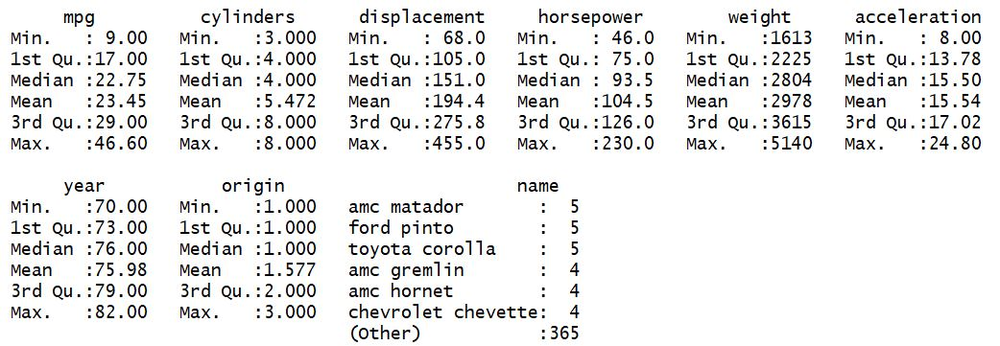 mpg          cylinders      displacement     horsepower        weight      acceleration
Min.   : 9.00   Min.   :3.000   Min.   : 68.0   Min.   : 46.0   Min.   :1613   Min.   : 8.00
1st Qu.:17.00   1st Qu.:4.000   1st Qu.:105.0   1st Qu.: 75.0   1st Qu.:2225   1st Qu.:13.78
Median :22.75   Median :4.000   Median :151.0   Median : 93.5   Median :2804   Median :15.50
Mean   :23.45   Mean   :5.472   Mean   :194.4   Mean   :104.5   Mean   :2978   Mean   :15.54
3rd Qu.:29.00   3rd Qu.:8.000   3rd Qu.:275.8   3rd Qu.:126.0   3rd Qu.:3615   3rd Qu.:17.02
Max.   :46.60   Max.   :8.000   Max.   :455.0   Max.   :230.0   Max.   :5140   Max.   :24.80
     year           origin                      name
Min.   :70.00   Min.   :1.000   amc matador       :  5
1st Qu.:73.00   1st Qu.:1.000   ford pinto        :  5
Median :76.00   Median :1.000   toyota corolla    :  5
Mean   :75.98   Mean   :1.577   amc gremlin       :  4
3rd Qu.:79.00   3rd Qu.:2.000   amc hornet        :  4
Max.   :82.00   Max.   :3.000   chevrolet chevette:  4
                                (Other)           :365